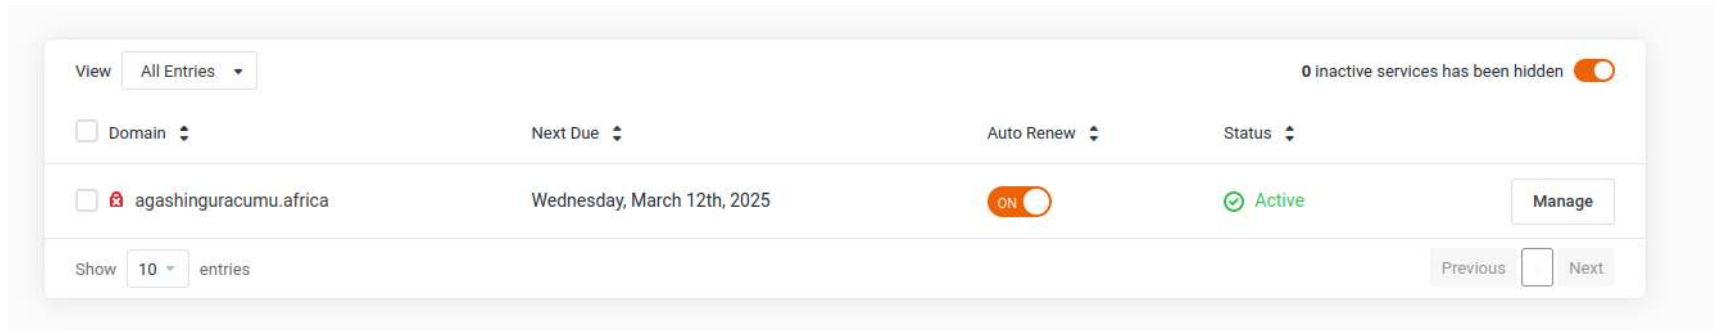 View All Entries 0 inactive services has been hidden
Domain Next Due Auto Renew Status
agashinguracumu.africa Wednesday, March 12th, 2025 ON Active Manage
Show 10 entries Previous Next